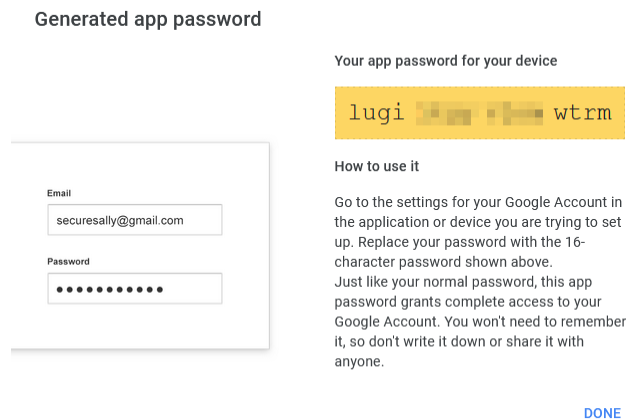 Generated app password
Your app password for your device
lugi wtrm
How to use it
Go to the settings for your Google Account in
the application or device you are trying to set
up. Replace your password with the 16-
character password shown above.
Just like your normal password, this app
password grants complete access to your
Google Account. You won't need to remember
it, so don't write it down or share it with
anyone.
Email
securesally@gmail.com
Password
DONE